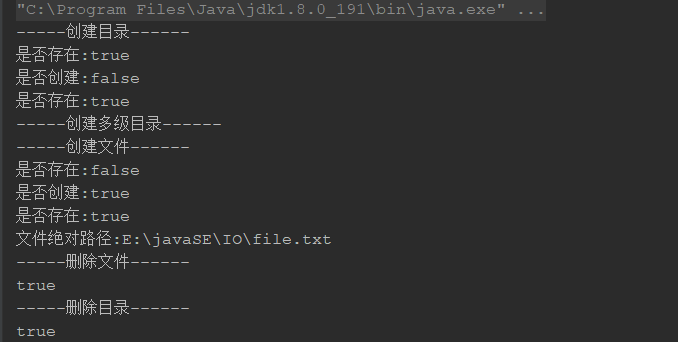 "C:\Program Files\Java\jdk1.8.0_191\bin\java.exe" ...
-----创建目录------
是否存在:true
是否创建:false
是否存在:true
-----创建多级目录------
-----创建文件------
是否存在:false
是否创建:true
是否存在:true
文件绝对路径:E:\javaSE\IO\file.txt
-----删除文件------
true
-----删除目录------
true